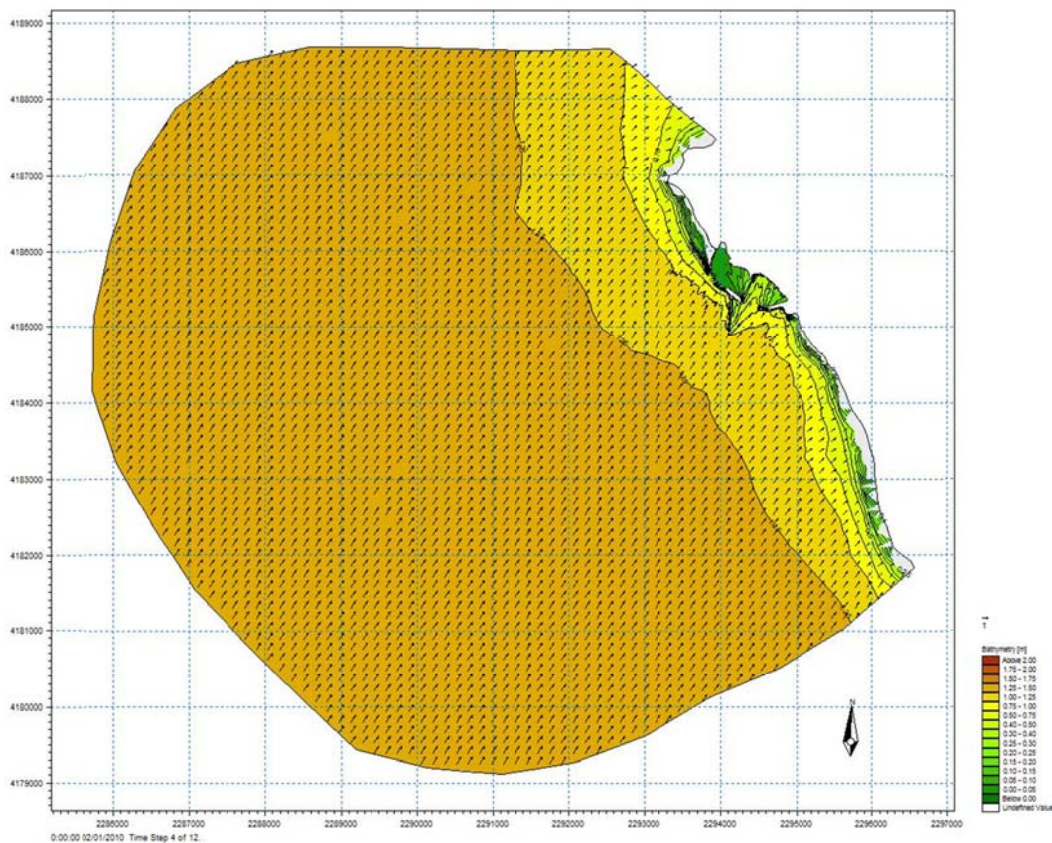 4189000
4188000
4187000
4186000
4185000
4184000
4183000
4182000
4181000
4180000
4179000
2286000 2287000 2288000 2289000 2290000 2291000 2292000 2293000 2294000 2295000 2296000 2297000
0:00:00 02/01/2010 Time Step 4 of 12.
N
1
Bathymetry [m]
Above 2.00
1.75 - 2.00
1.50 - 1.75
1.25 - 1.50
1.00 - 1.25
0.75 - 1.00
0.50 - 0.75
0.40 - 0.50
0.30 - 0.40
0.25 - 0.30
0.20 - 0.25
0.15 - 0.20
0.10 - 0.15
0.05 - 0.10
0.00 - 0.05
Below 0.00
Undefined Value